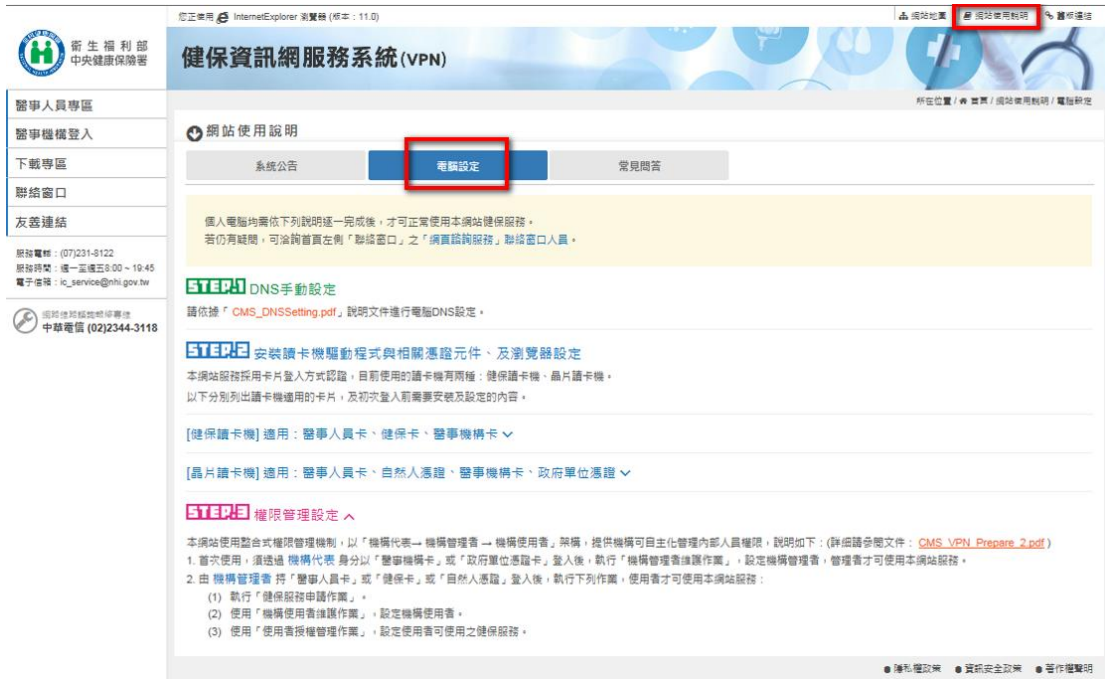 您正使用 InternetExplorer 瀏覽器 (版本：11.0)
網站地圖 網站使用說明 舊版連結
衛生福利部
中央健康保險署
健保資訊網服務系統(VPN)
所在位置 / 首頁 / 網站使用說明 / 電腦設定
醫事人員專區
醫事機構登入
下載專區
聯絡窗口
友善連結
服務電話：(07)231-8122
服務時間：週一至週五8:00 ~ 19:45
電子信箱：ic_service@nhi.gov.tw
中華電信 (02)2344-3118
網站使用說明
系統公告 電腦設定 常見問答
個人電腦均需依下列說明逐一完成後，才可正常使用本網站健保服務。
若仍有疑問，可洽詢首頁左側「聯絡窗口」之「網頁諮詢服務」聯絡窗口人員。
STEP.1 DNS手動設定
請依據「 CMS_DNSSetting.pdf」說明文件進行電腦DNS設定。
STEP.2 安裝讀卡機驅動程式與相關憑證元件、及瀏覽器設定
本網站服務採用卡片登入方式認證，目前使用的讀卡機有兩種：健保讀卡機、晶片讀卡機。
以下分別列出讀卡機適用的卡片，及初次登入前需要安裝及設定的內容。
[健保讀卡機] 適用：醫事人員卡、健保卡、醫事機構卡
[晶片讀卡機] 適用：醫事人員卡、自然人憑證、醫事機構卡、政府單位憑證
STEP.3 權限管理設定
本網站使用整合式權限管理機制，以「機構代表→ 機構管理者 → 機構使用者」架構，提供機構可自主化管理內部人員權限，說明如下：(詳細請參閱文件： CMS_VPN_Prepare_2.pdf )
1. 首次使用，須透過 機構代表 身分以「醫事機構卡」或「政府單位憑證卡」登入後，執行「機構管理者維護作業」，設定機構管理者，管理者才可使用本網站服務。
2. 由 機構管理者 持「醫事人員卡」或「健保卡」或「自然人憑證」登入後，執行下列作業，使用者才可使用本網站服務：
(1) 執行「健保服務申請作業」。
(2) 使用「機構使用者維護作業」，設定機構使用者。
(3) 使用「使用者授權管理作業」，設定使用者可使用之健保服務。
隱私權政策 資訊安全政策 著作權聲明